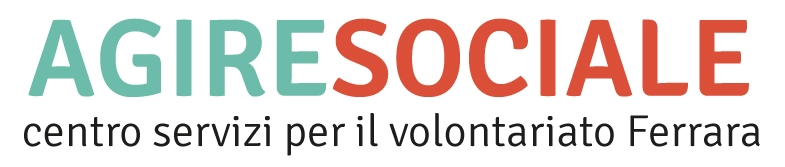 AGIRESOCIALE
centro servizi per il volontariato Ferrara